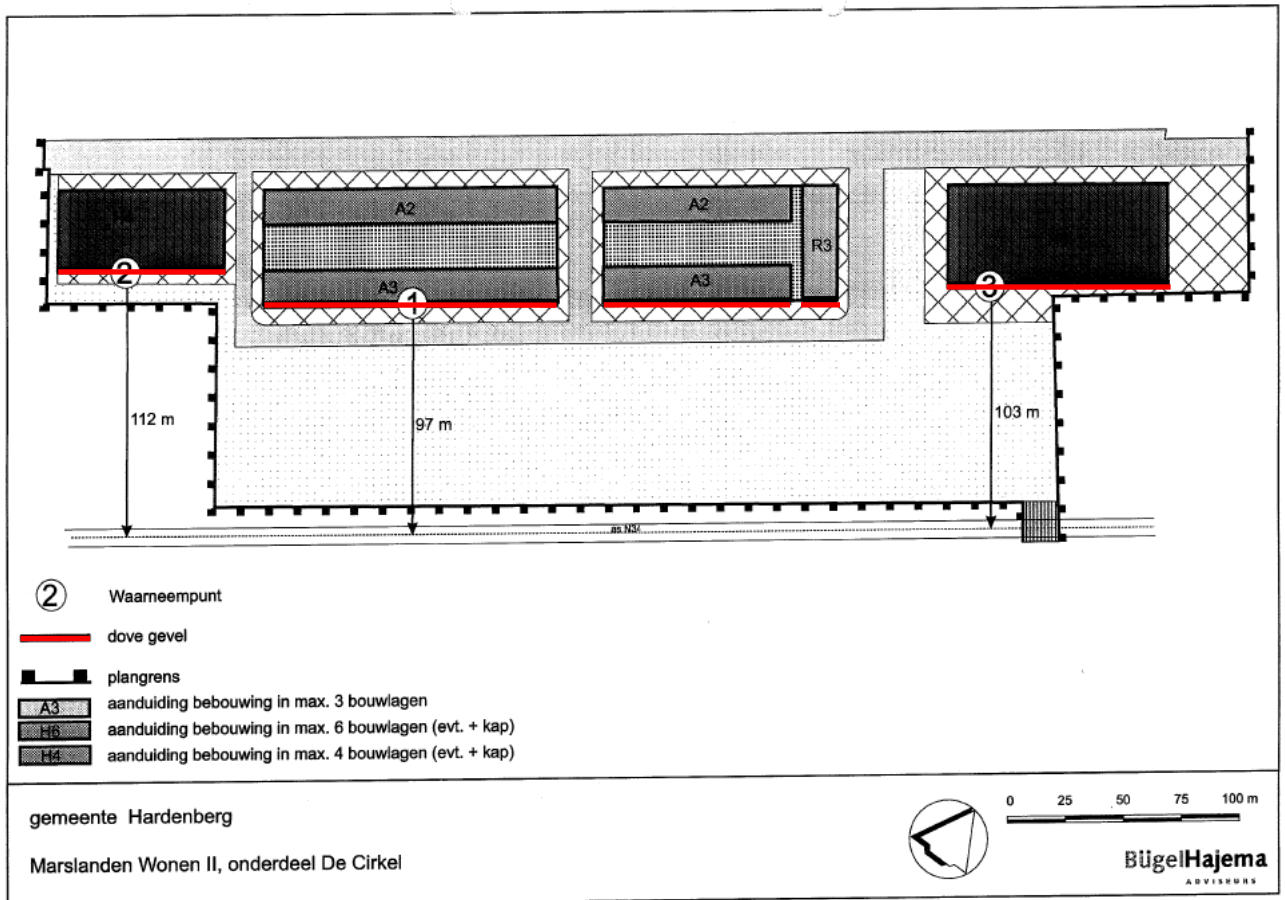 A2
A2
R3
A3
A3
2
1
3
112 m
97 m
103 m
as N34
2 Waarneempunt
dove gevel
plangrens
A3 aanduiding bebouwing in max. 3 bouwlagen
H6 aanduiding bebouwing in max. 6 bouwlagen (evt. + kap)
H4 aanduiding bebouwing in max. 4 bouwlagen (evt. + kap)
gemeente Hardenberg
Marslanden Wonen II, onderdeel De Cirkel
0 25 50 75 100 m
BügelHajema
ADVISEURS